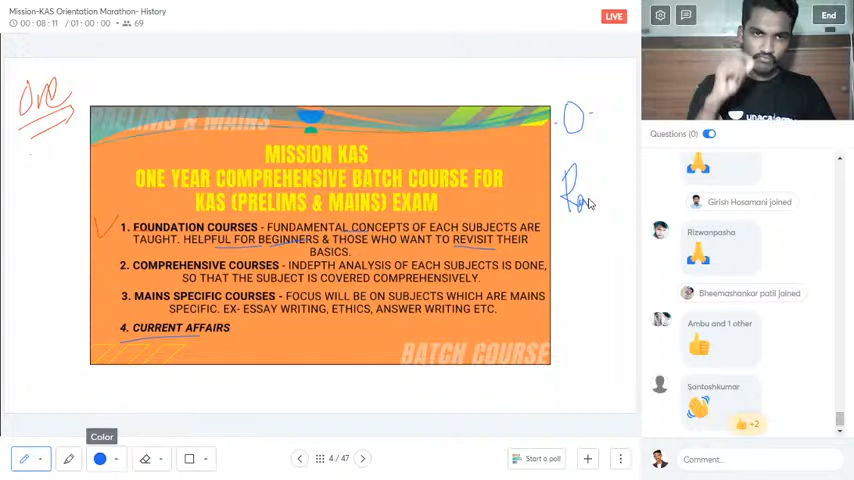 Mission-KAS Orientation Marathon- History
00 : 08 : 11 / 01 : 00 : 00 • 69
LIVE
End
unacademy
One
PRELIMS & MAINS
MISSION KAS
ONE YEAR COMPREHENSIVE BATCH COURSE FOR
KAS (PRELIMS & MAINS) EXAM
1. FOUNDATION COURSES - FUNDAMENTAL CONCEPTS OF EACH SUBJECTS ARE
TAUGHT. HELPFUL FOR BEGINNERS & THOSE WHO WANT TO REVISIT THEIR
BASICS.
2. COMPREHENSIVE COURSES - INDEPTH ANALYSIS OF EACH SUBJECTS IS DONE,
SO THAT THE SUBJECT IS COVERED COMPREHENSIVELY.
3. MAINS SPECIFIC COURSES - FOCUS WILL BE ON SUBJECTS WHICH ARE MAINS
SPECIFIC. EX- ESSAY WRITING, ETHICS, ANSWER WRITING ETC.
4. CURRENT AFFAIRS
BATCH COURSE
Questions (0)
Girish Hosamani joined
Rizwanpasha
Bheemashankar patil joined
Ambu and 1 other
Santoshkumar
+2
Color
4 / 47
Start a poll
Comment...